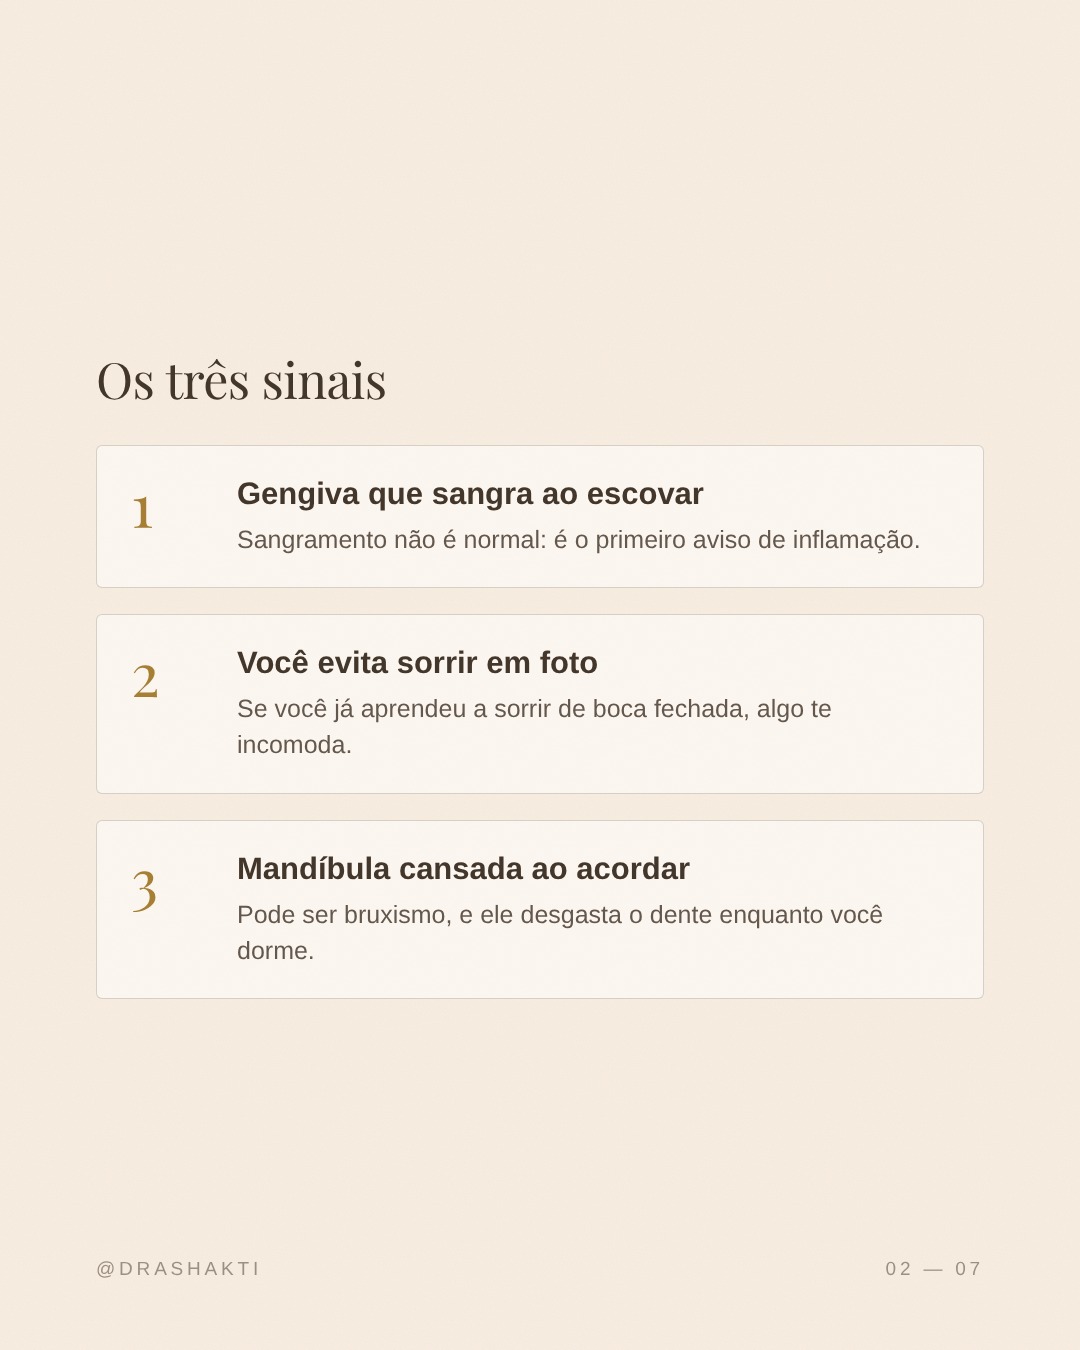 Os três sinais
1
Gengiva que sangra ao escovar
Sangramento não é normal: é o primeiro aviso de inflamação.
2
Você evita sorrir em foto
Se você já aprendeu a sorrir de boca fechada, algo te
incomoda.
3
Mandíbula cansada ao acordar
Pode ser bruxismo, e ele desgasta o dente enquanto você
dorme.
@DRASHAKTI
02 — 07